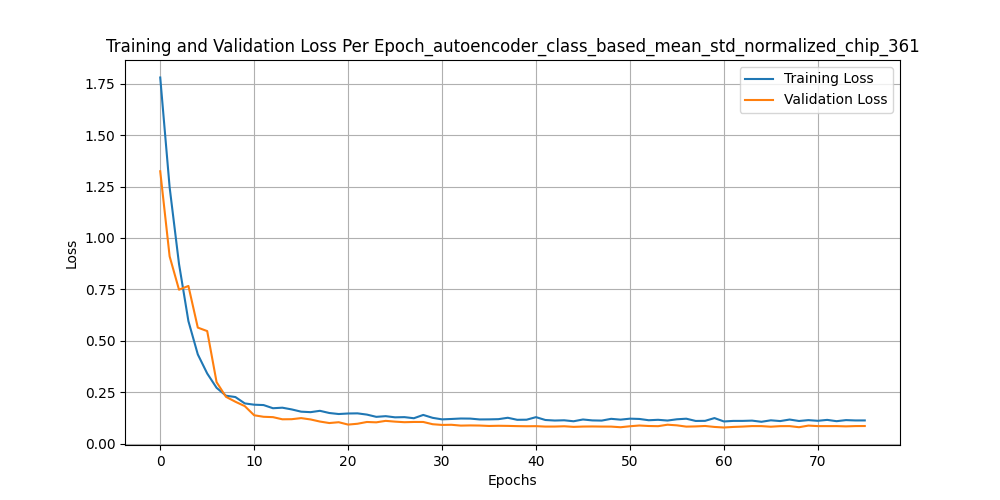 Training and Validation Loss Per Epoch_autoencoder_class_based_mean_std_normalized_chip_361
Training Loss
Validation Loss
1.75
1.50
1.25
1.00
0.75
0.50
0.25
0.00
Loss
0 10 20 30 40 50 60 70
Epochs